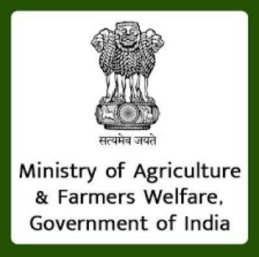 सत्यमेव जयते
Ministry of Agriculture
& Farmers Welfare,
Government of India